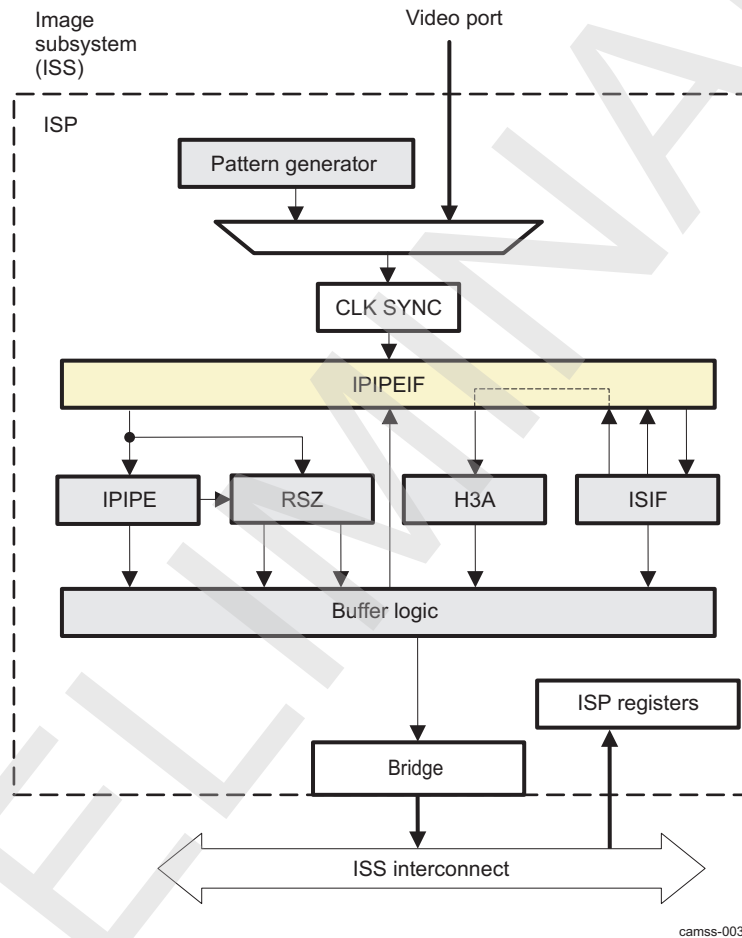 Image
subsystem
(ISS)
Video port
ISP
Pattern generator
CLK SYNC
IPIPEIF
IPIPE
RSZ
H3A
ISIF
Buffer logic
ISP registers
Bridge
ISS interconnect
camss-003
ELIMINA